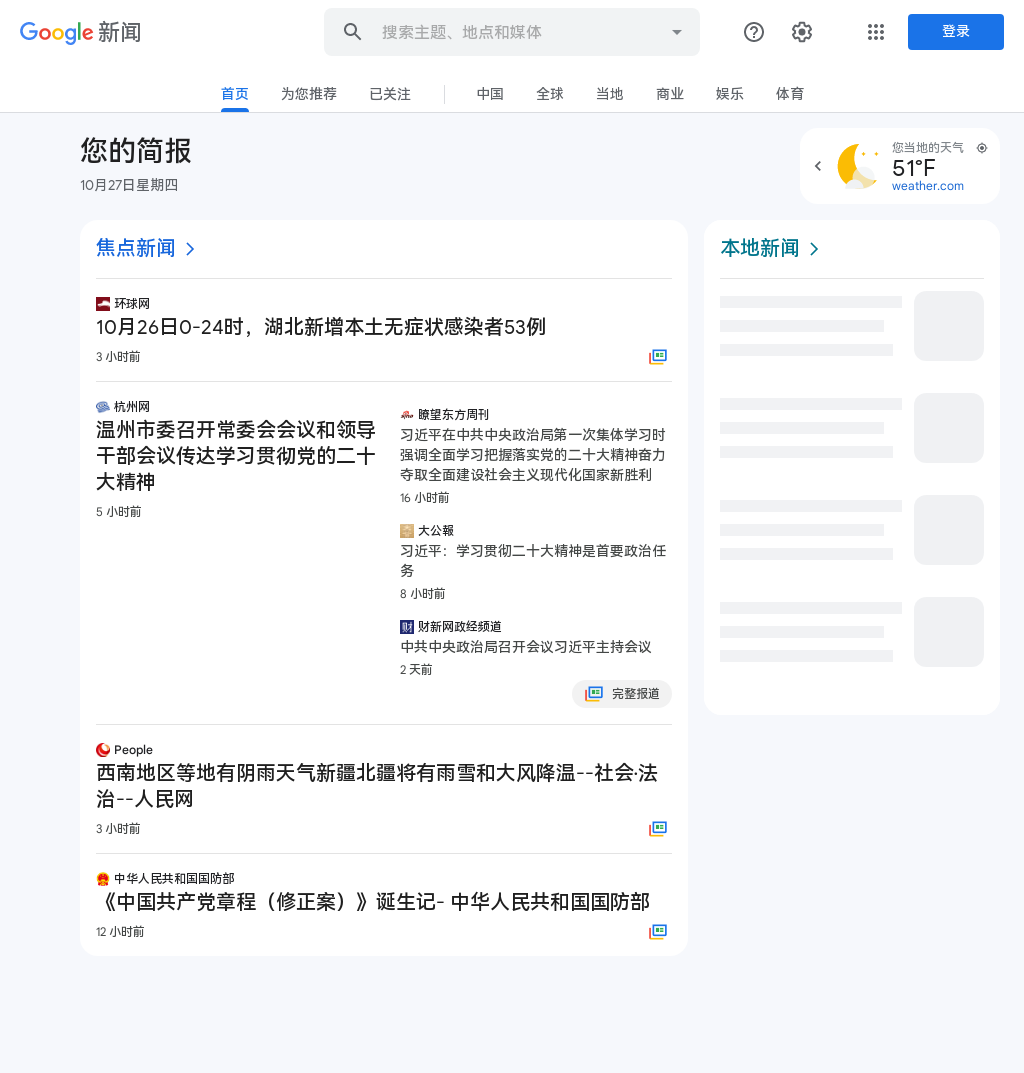 Google 新闻
搜索主题、地点和媒体
登录
首页 为您推荐 已关注 中国 全球 当地 商业 娱乐 体育
您的简报
10月27日星期四
您当地的天气
51°F
weather.com
焦点新闻
环球网
10月26日0-24时，湖北新增本土无症状感染者53例
3 小时前
杭州网
温州市委召开常委会会议和领导
干部会议传达学习贯彻党的二十
大精神
5 小时前
瞭望东方周刊
习近平在中共中央政治局第一次集体学习时
强调全面学习把握落实党的二十大精神奋力
夺取全面建设社会主义现代化国家新胜利
16 小时前
大公報
习近平：学习贯彻二十大精神是首要政治任
务
8 小时前
财新网政经频道
中共中央政治局召开会议习近平主持会议
2 天前
完整报道
People
西南地区等地有阴雨天气新疆北疆将有雨雪和大风降温--社会·法
治--人民网
3 小时前
中华人民共和国国防部
《中国共产党章程（修正案）》诞生记- 中华人民共和国国防部
12 小时前
本地新闻